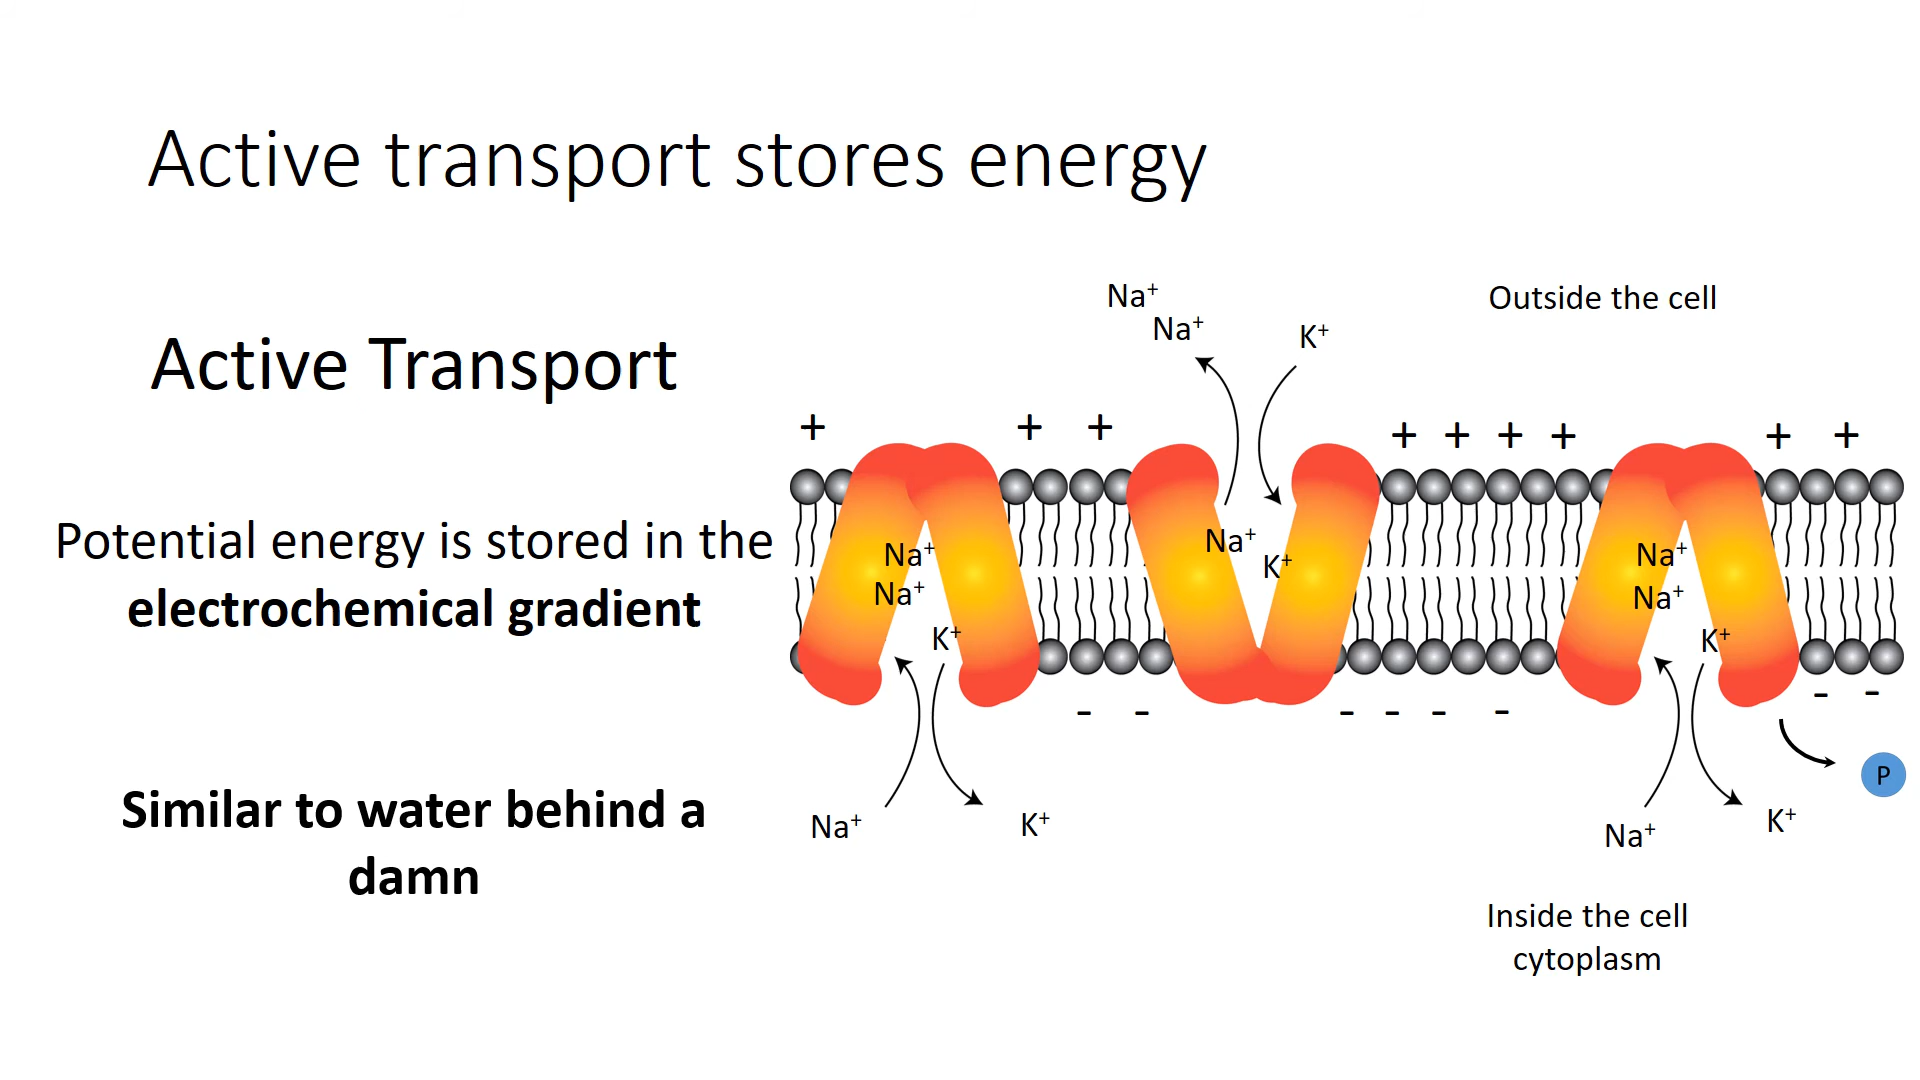 Active transport stores energy
Active Transport
Potential energy is stored in the
electrochemical gradient
Similar to water behind a
damn
Na⁺
Na⁺
K⁺
Outside the cell
+
+ +
+ + + +
+ +
Na⁺
Na⁺
K⁺
Na⁺
K⁺
Na⁺
Na⁺
K⁺
- -
- - - -
- -
P
Na⁺
K⁺
Na⁺
K⁺
Inside the cell
cytoplasm